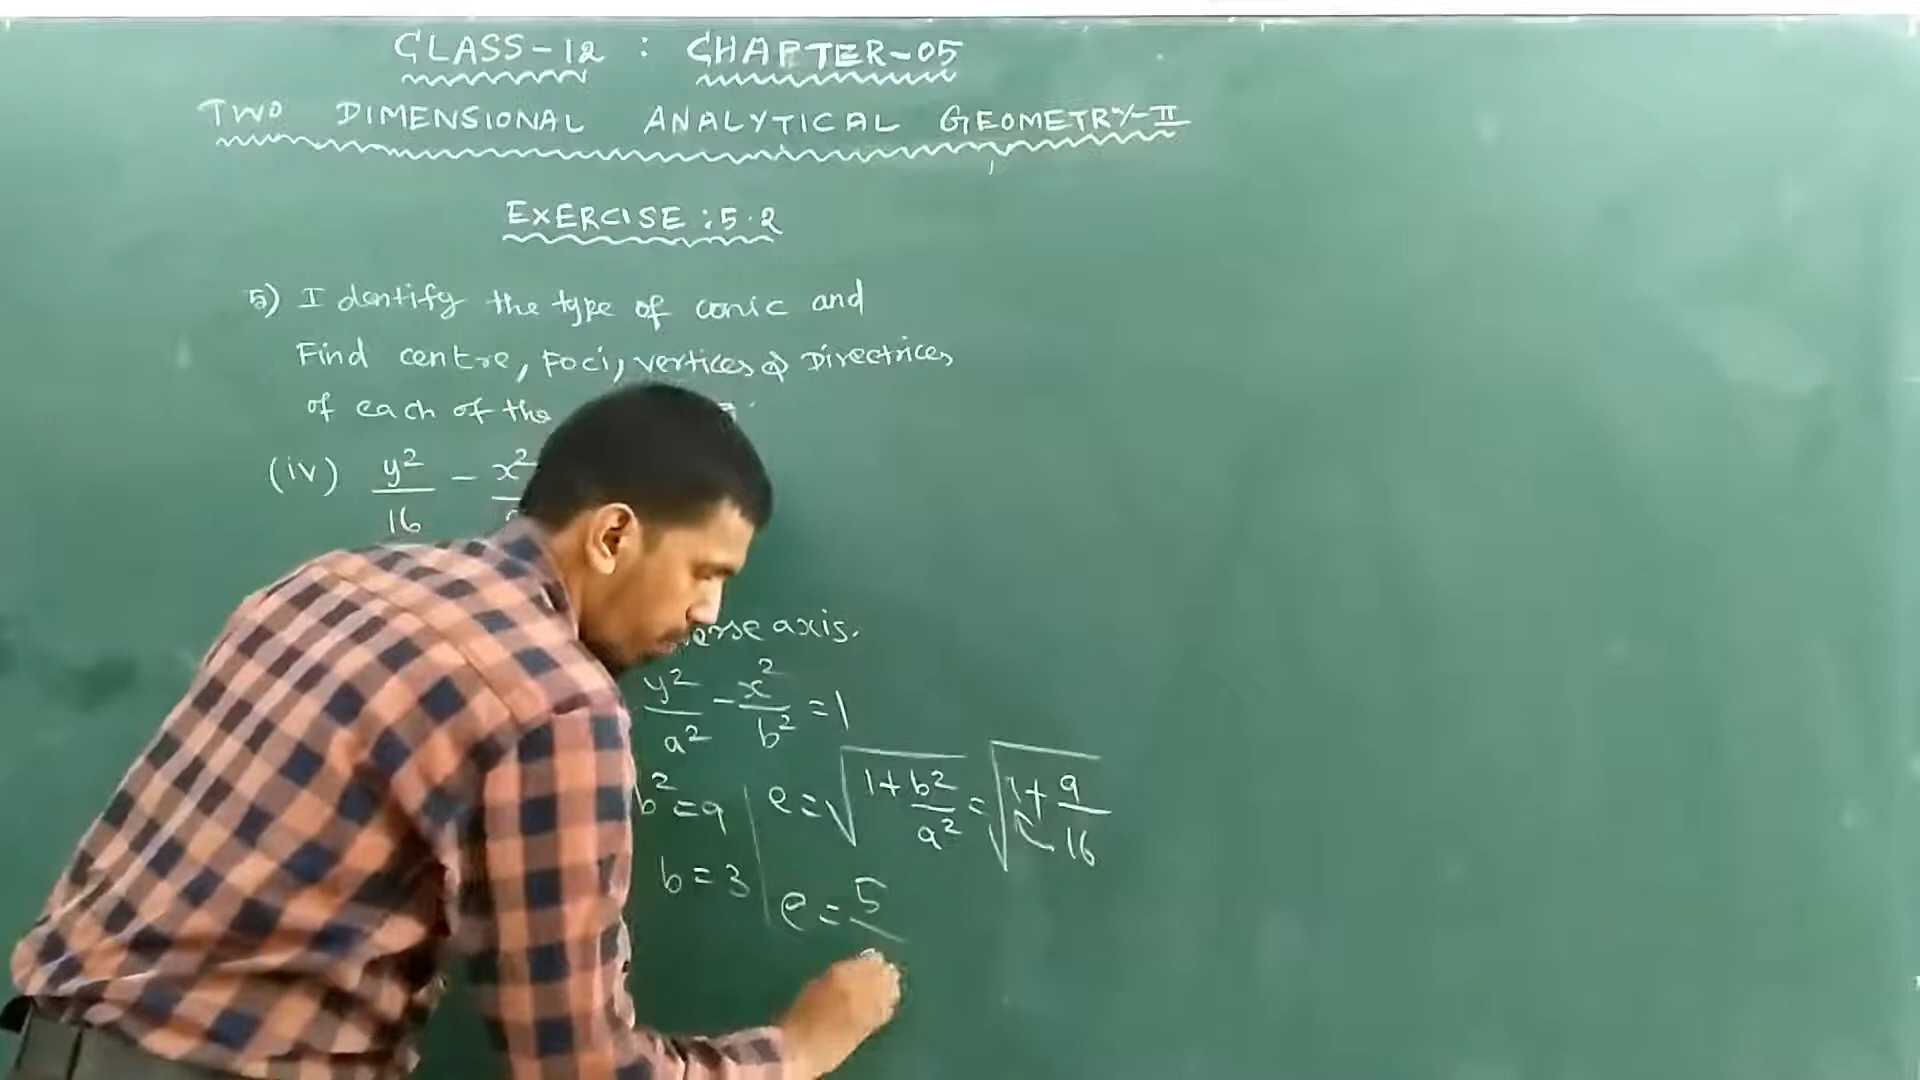 CLASS-12 : CHAPTER-05
TWO DIMENSIONAL ANALYTICAL GEOMETRY-II
EXERCISE : 5.2
5) Identify the type of conic and
Find centre, Foci, vertices & Directrices
of each of the
(iv) y²/16 - x²
axis.
y²/a² - x²/b² = 1
b² = 9
b = 3
e = √(1 + b²/a²) = √(1 + 9/16)
e = 5